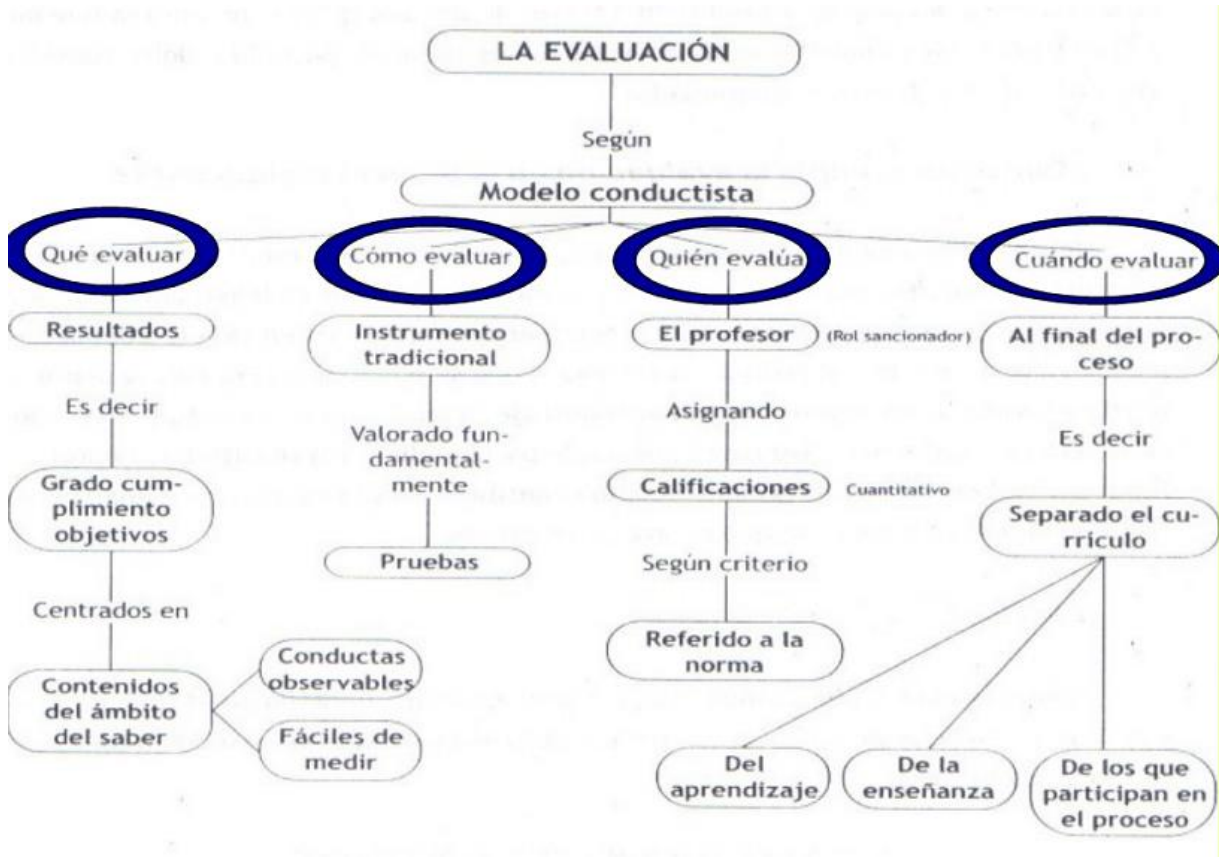 LA EVALUACIÓN
Según
Modelo conductista
Qué evaluar
Cómo evaluar
Quién evalúa
Cuándo evaluar
Resultados
Es decir
Grado cum-
plimiento
objetivos
Centrados en
Contenidos
del ámbito
del saber
Conductas
observables
Fáciles de
medir
Instrumento
tradicional
Valorado fun-
damental-
mente
Pruebas
El profesor
(Rol sancionador)
Asignando
Calificaciones
Cuantitativo
Según criterio
Referido a la
norma
Al final del pro-
ceso
Es decir
Separado el cu-
rrículo
Del
aprendizaje
De la
enseñanza
De los que
participan en
el proceso